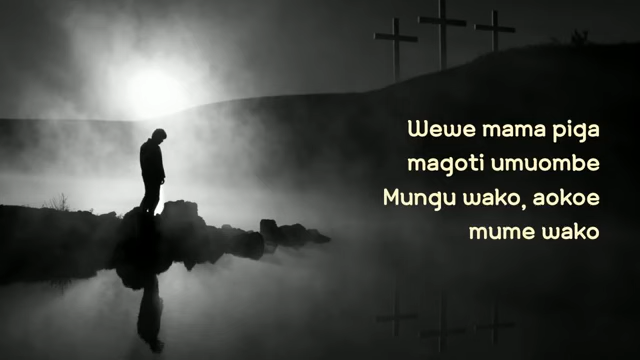 Wewe mama piga
magoti umuombe
Mungu wako, aokoe
mume wako